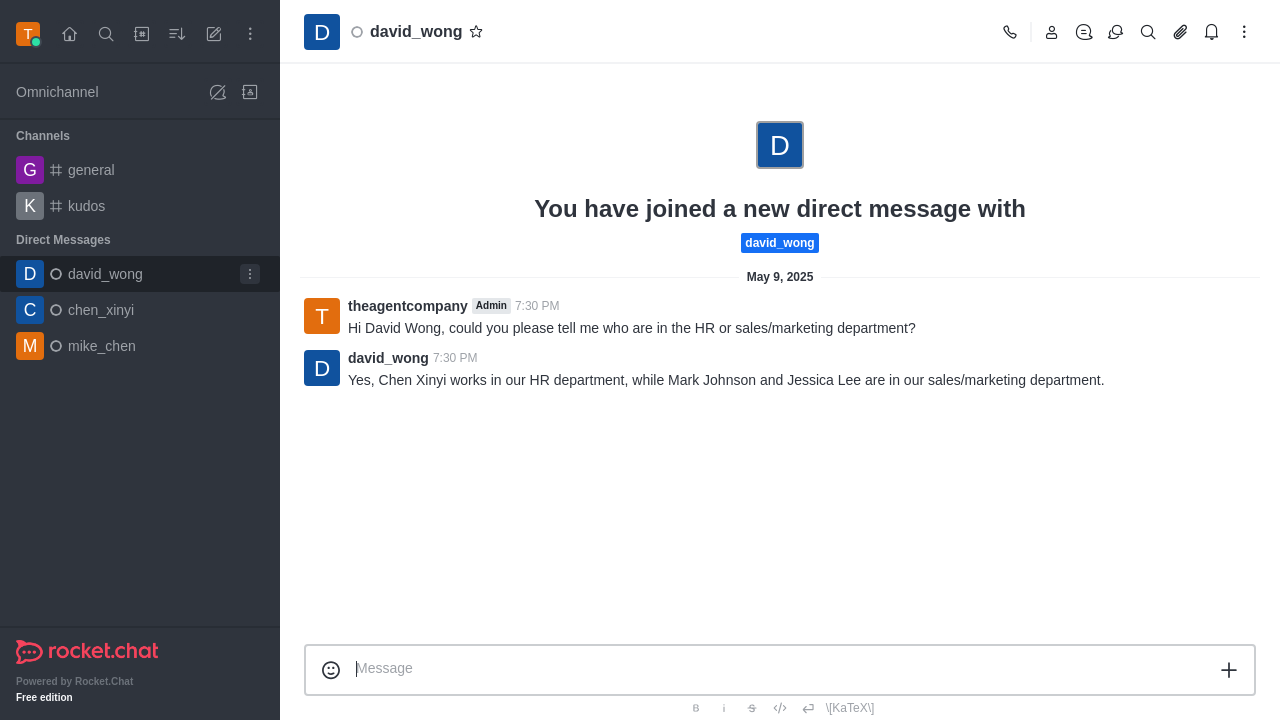 T
D
david_wong
Omnichannel
Channels
G
general
K
kudos
Direct Messages
D
david_wong
C
chen_xinyi
M
mike_chen
rocket.chat
Powered by Rocket.Chat
Free edition
D
You have joined a new direct message with
david_wong
May 9, 2025
T
theagentcompany Admin 7:30 PM
Hi David Wong, could you please tell me who are in the HR or sales/marketing department?
D
david_wong 7:30 PM
Yes, Chen Xinyi works in our HR department, while Mark Johnson and Jessica Lee are in our sales/marketing department.
Message
B i S \[KaTeX\]